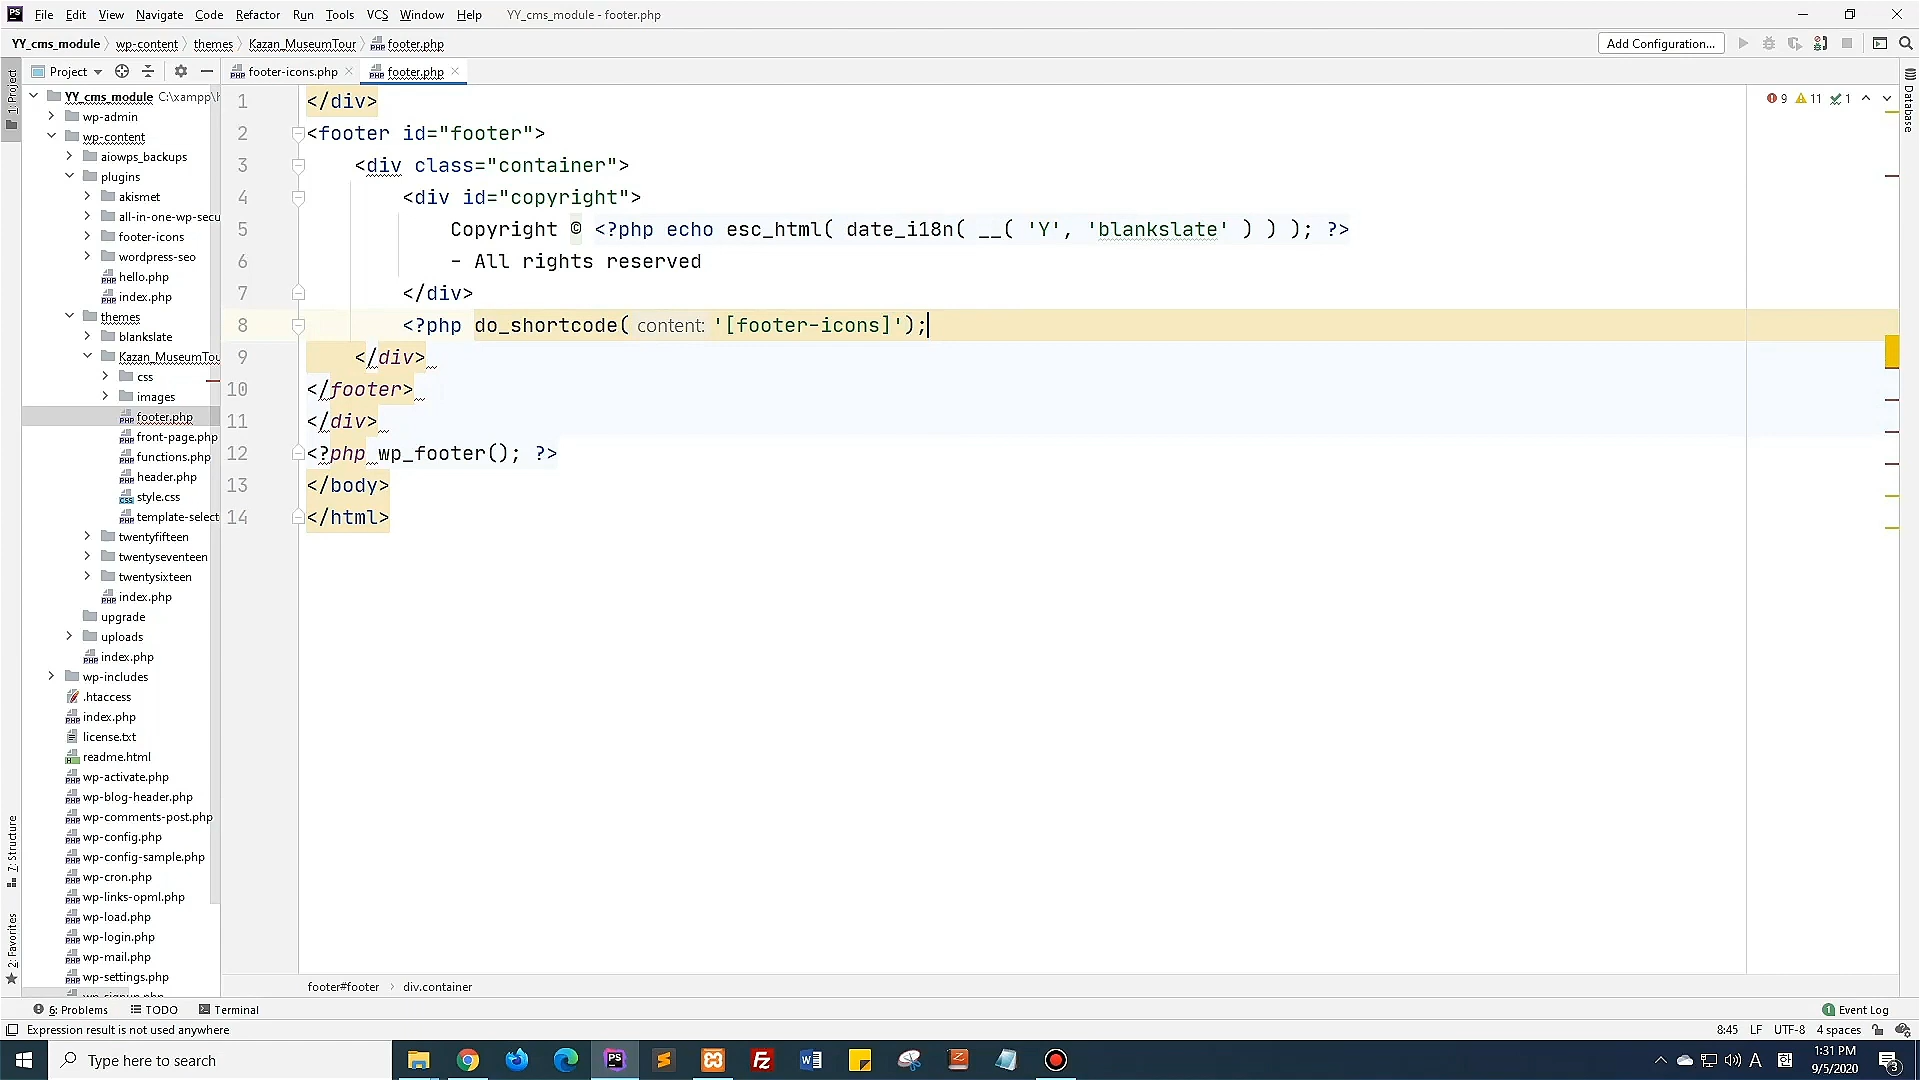 File Edit View Navigate Code Refactor Run Tools VCS Window Help YY_cms_module - footer.php
YY_cms_module wp-content themes Kazan_MuseumTour footer.php Add Configuration...
Project footer-icons.php footer.php
1: Project
Database
YY_cms_module C:\xampp\h
wp-admin
wp-content
aiowps_backups
plugins
akismet
all-in-one-wp-secu
footer-icons
wordpress-seo
hello.php
index.php
themes
blankslate
Kazan_MuseumTou
css
images
footer.php
front-page.php
functions.php
header.php
style.css
template-select
twentyfifteen
twentyseventeen
twentysixteen
index.php
upgrade
uploads
index.php
wp-includes
.htaccess
index.php
license.txt
readme.html
wp-activate.php
wp-blog-header.php
wp-comments-post.php
wp-config.php
wp-config-sample.php
wp-cron.php
wp-links-opml.php
wp-load.php
wp-login.php
wp-mail.php
wp-settings.php
7: Structure
2: Favorites
9 11 1
1 </div>
2 <footer id="footer">
3 <div class="container">
4 <div id="copyright">
5 Copyright © <?php echo esc_html( date_i18n( __( 'Y', 'blankslate' ) ) ); ?>
6 - All rights reserved
7 </div>
8 <?php do_shortcode( content: '[footer-icons]');
9 </div>
10 </footer>
11 </div>
12 <?php wp_footer(); ?>
13 </body>
14 </html>
footer#footer div.container
6: Problems TODO Terminal 1 Event Log
Expression result is not used anywhere 8:45 LF UTF-8 4 spaces
Type here to search
1:31 PM
9/5/2020
3